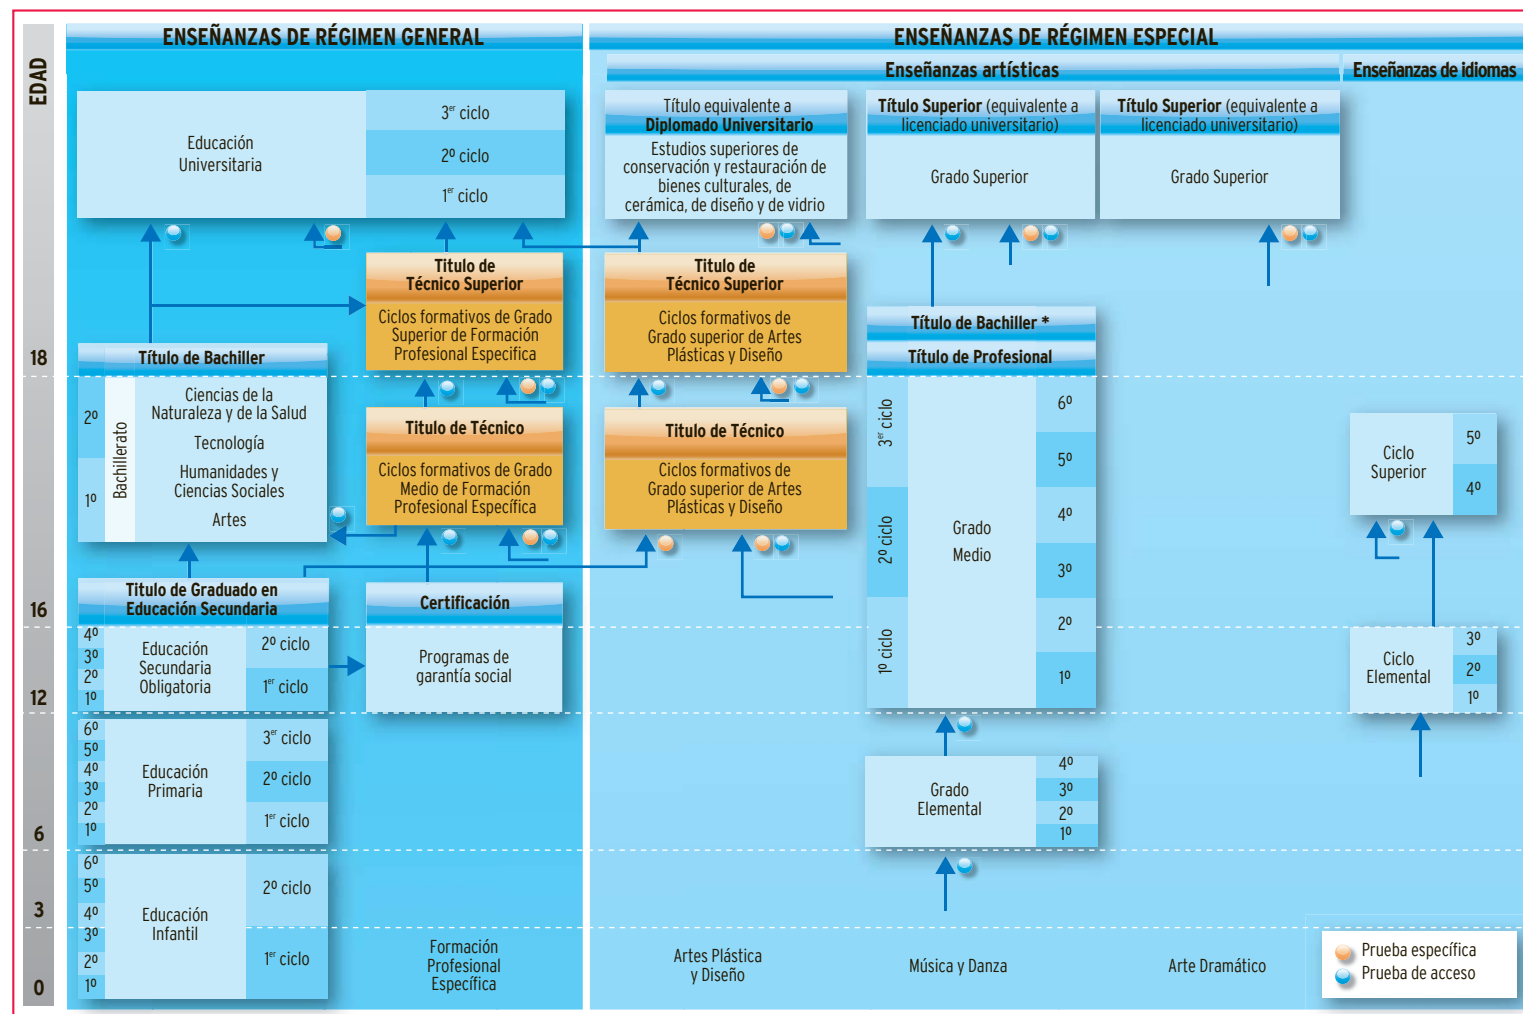 ENSEÑANZAS DE RÉGIMEN GENERAL
ENSEÑANZAS DE RÉGIMEN ESPECIAL
EDAD
Enseñanzas artísticas
Enseñanzas de idiomas
Educación
Universitaria
3er ciclo
2º ciclo
1er ciclo
Título equivalente a
Diplomado Universitario
Estudios superiores de
conservación y restauración de
bienes culturales, de
cerámica, de diseño y de vidrio
Título Superior (equivalente a
licenciado universitario)
Grado Superior
Título Superior (equivalente a
licenciado universitario)
Grado Superior
Titulo de
Técnico Superior
Ciclos formativos de Grado
Superior de Formación
Profesional Especifica
Titulo de
Técnico Superior
Ciclos formativos de
Grado superior de Artes
Plásticas y Diseño
Título de Bachiller *
Título de Profesional
18
Título de Bachiller
2º
1º
Bachillerato
Ciencias de la
Naturaleza y de la Salud
Tecnología
Humanidades y
Ciencias Sociales
Artes
Titulo de Técnico
Ciclos formativos de Grado
Medio de Formación
Profesional Específica
Titulo de Técnico
Ciclos formativos de
Grado superior de Artes
Plásticas y Diseño
3er ciclo
2º ciclo
1º ciclo
Grado
Medio
6º
5º
4º
3º
2º
1º
Ciclo
Superior
5º
4º
16
Titulo de Graduado en
Educación Secundaria
4º
3º
2º
1º
Educación
Secundaria
Obligatoria
2º ciclo
1er ciclo
Certificación
Programas de
garantía social
Ciclo
Elemental
3º
2º
1º
12
6º
5º
4º
3º
2º
1º
Educación
Primaria
3er ciclo
2º ciclo
1er ciclo
Grado
Elemental
4º
3º
2º
1º
6
6º
5º
4º
3º
2º
1º
Educación
Infantil
2º ciclo
1er ciclo
3
0
Formación
Profesional
Específica
Artes Plástica
y Diseño
Música y Danza
Arte Dramático
Prueba específica
Prueba de acceso